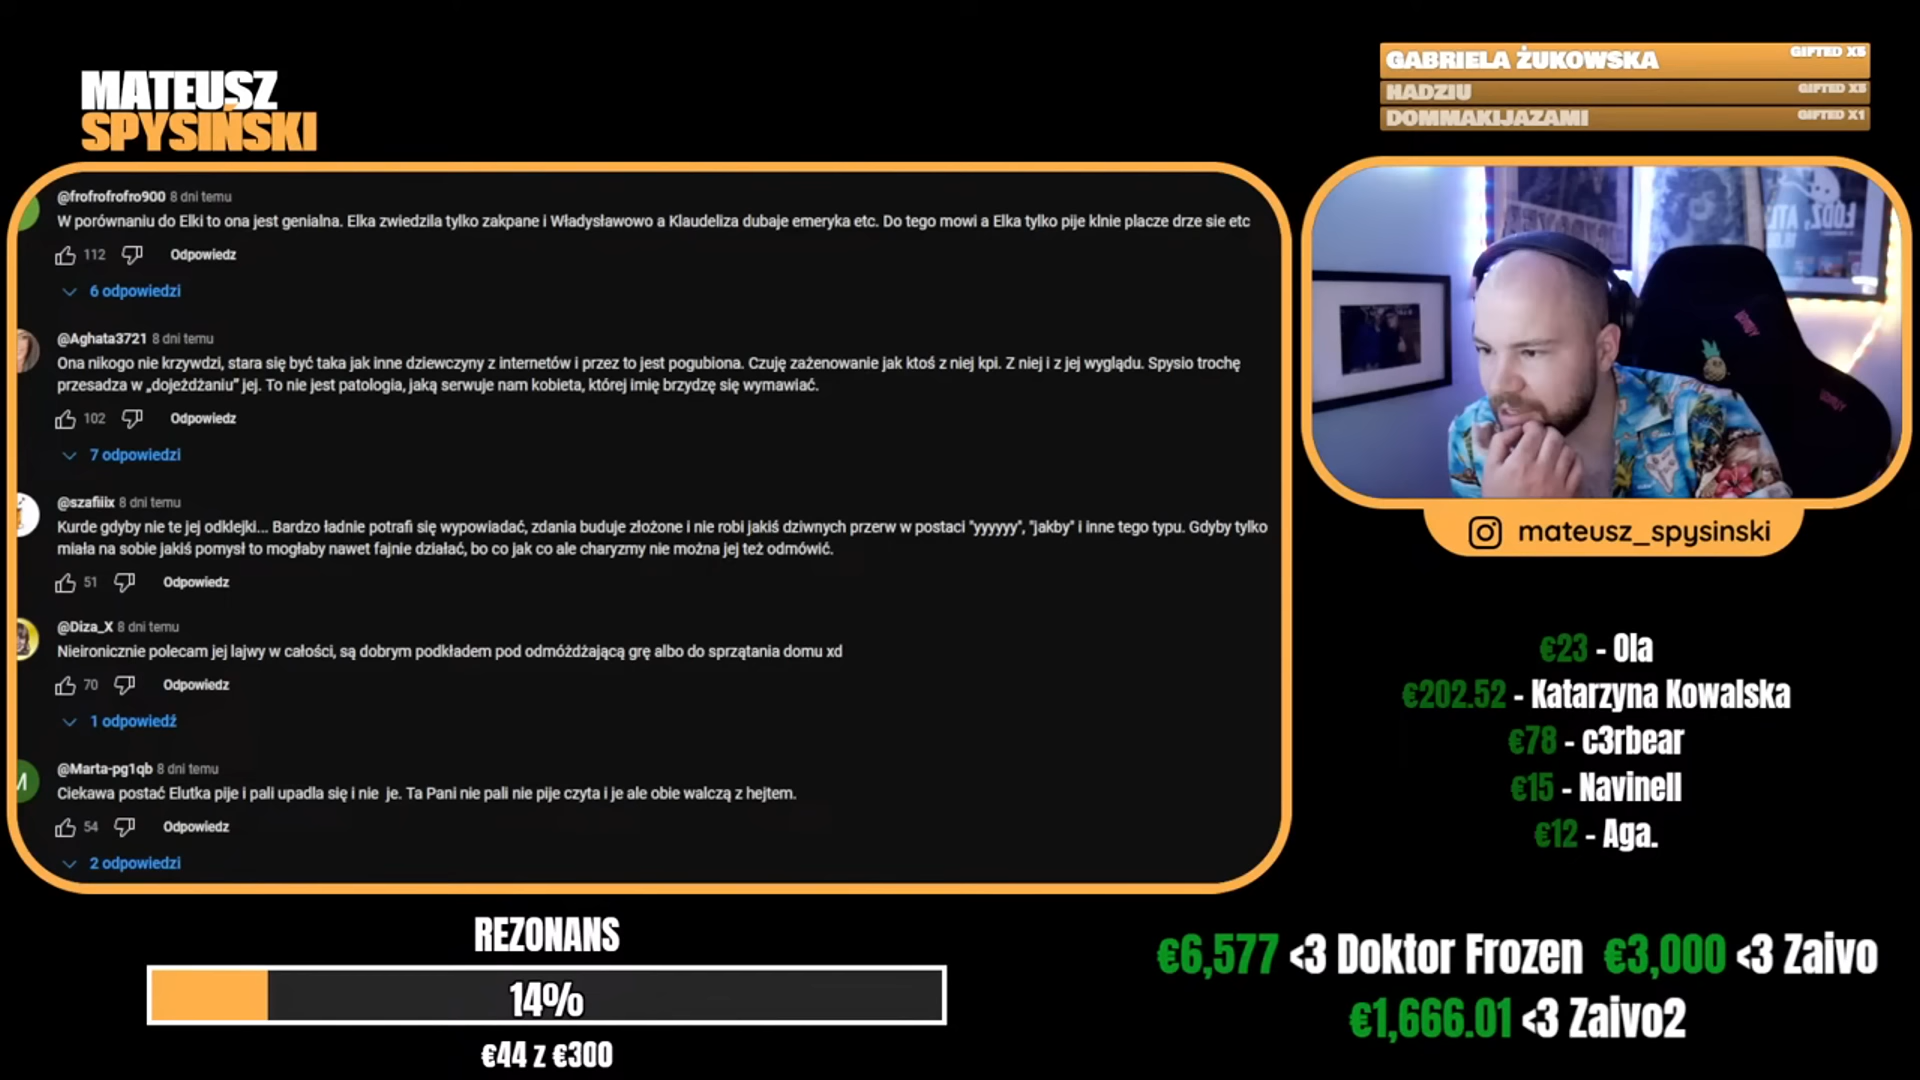 MATEUSZ
SPYSIŃSKI
GABRIELA ŻUKOWSKA GIFTED X5
HADZIU GIFTED X5
DOMMAKIJAZAMI GIFTED X1
@frofrofrofro900 8 dni temu
W porównaniu do Elki to ona jest genialna. Elka zwiedzila tylko zakpane i Władysławowo a Klaudeliza dubaje emeryka etc. Do tego mowi a Elka tylko pije klnie placze drze sie etc
112 Odpowiedz
6 odpowiedzi
@Aghata3721 8 dni temu
Ona nikogo nie krzywdzi, stara się być taka jak inne dziewczyny z internetów i przez to jest pogubiona. Czuję zażenowanie jak ktoś z niej kpi. Z niej i z jej wyglądu. Spysio trochę
przesadza w „dojeżdżaniu” jej. To nie jest patologia, jaką serwuje nam kobieta, której imię brzydzę się wymawiać.
102 Odpowiedz
7 odpowiedzi
@szafiiix 8 dni temu
Kurde gdyby nie te jej odklejki... Bardzo ładnie potrafi się wypowiadać, zdania buduje złożone i nie robi jakiś dziwnych przerw w postaci "yyyyyy", "jakby" i inne tego typu. Gdyby tylko
miała na sobie jakiś pomysł to mogłaby nawet fajnie działać, bo co jak co ale charyzmy nie można jej też odmówić.
51 Odpowiedz
@Diza_X 8 dni temu
Nieironicznie polecam jej lajwy w całości, są dobrym podkładem pod odmóżdżającą grę albo do sprzątania domu xd
70 Odpowiedz
1 odpowiedź
M
@Marta-pg1qb 8 dni temu
Ciekawa postać Elutka pije i pali upadla się i nie je. Ta Pani nie pali nie pije czyta i je ale obie walczą z hejtem.
54 Odpowiedz
2 odpowiedzi
mateusz_spysinski
€23 - Ola
€202.52 - Katarzyna Kowalska
€78 - c3rbear
€15 - Navinell
€12 - Aga.
REZONANS
14%
€44 z €300
€6,577 <3 Doktor Frozen €3,000 <3 Zaivo
€1,666.01 <3 Zaivo2